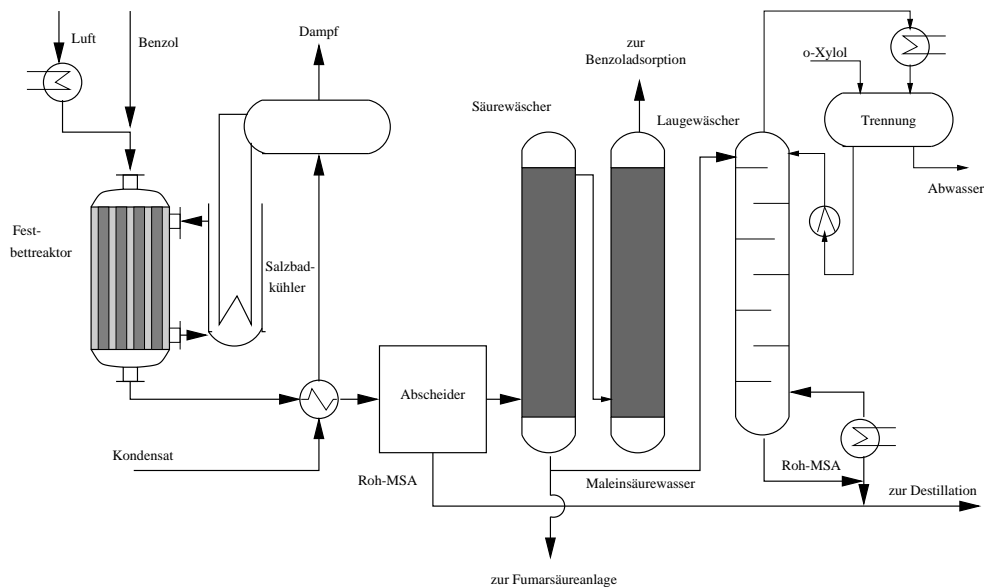 Luft
Benzol
Dampf
zur
Benzoladsorption
o-Xylol
Säurewäscher
Laugewäscher
Trennung
Abwasser
Fest-
bettreaktor
Salzbad-
kühler
Abscheider
Kondensat
Roh-MSA
Maleinsäurewasser
Roh-MSA
zur Destillation
zur Fumarsäureanlage